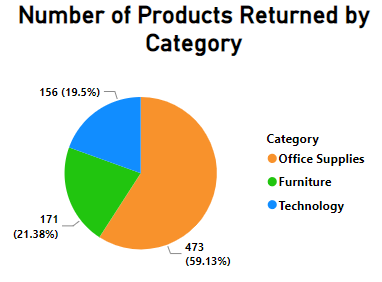 Number of Products Returned by
Category
156 (19.5%)
Category
Office Supplies
Furniture
Technology
171
(21.38%)
473
(59.13%)